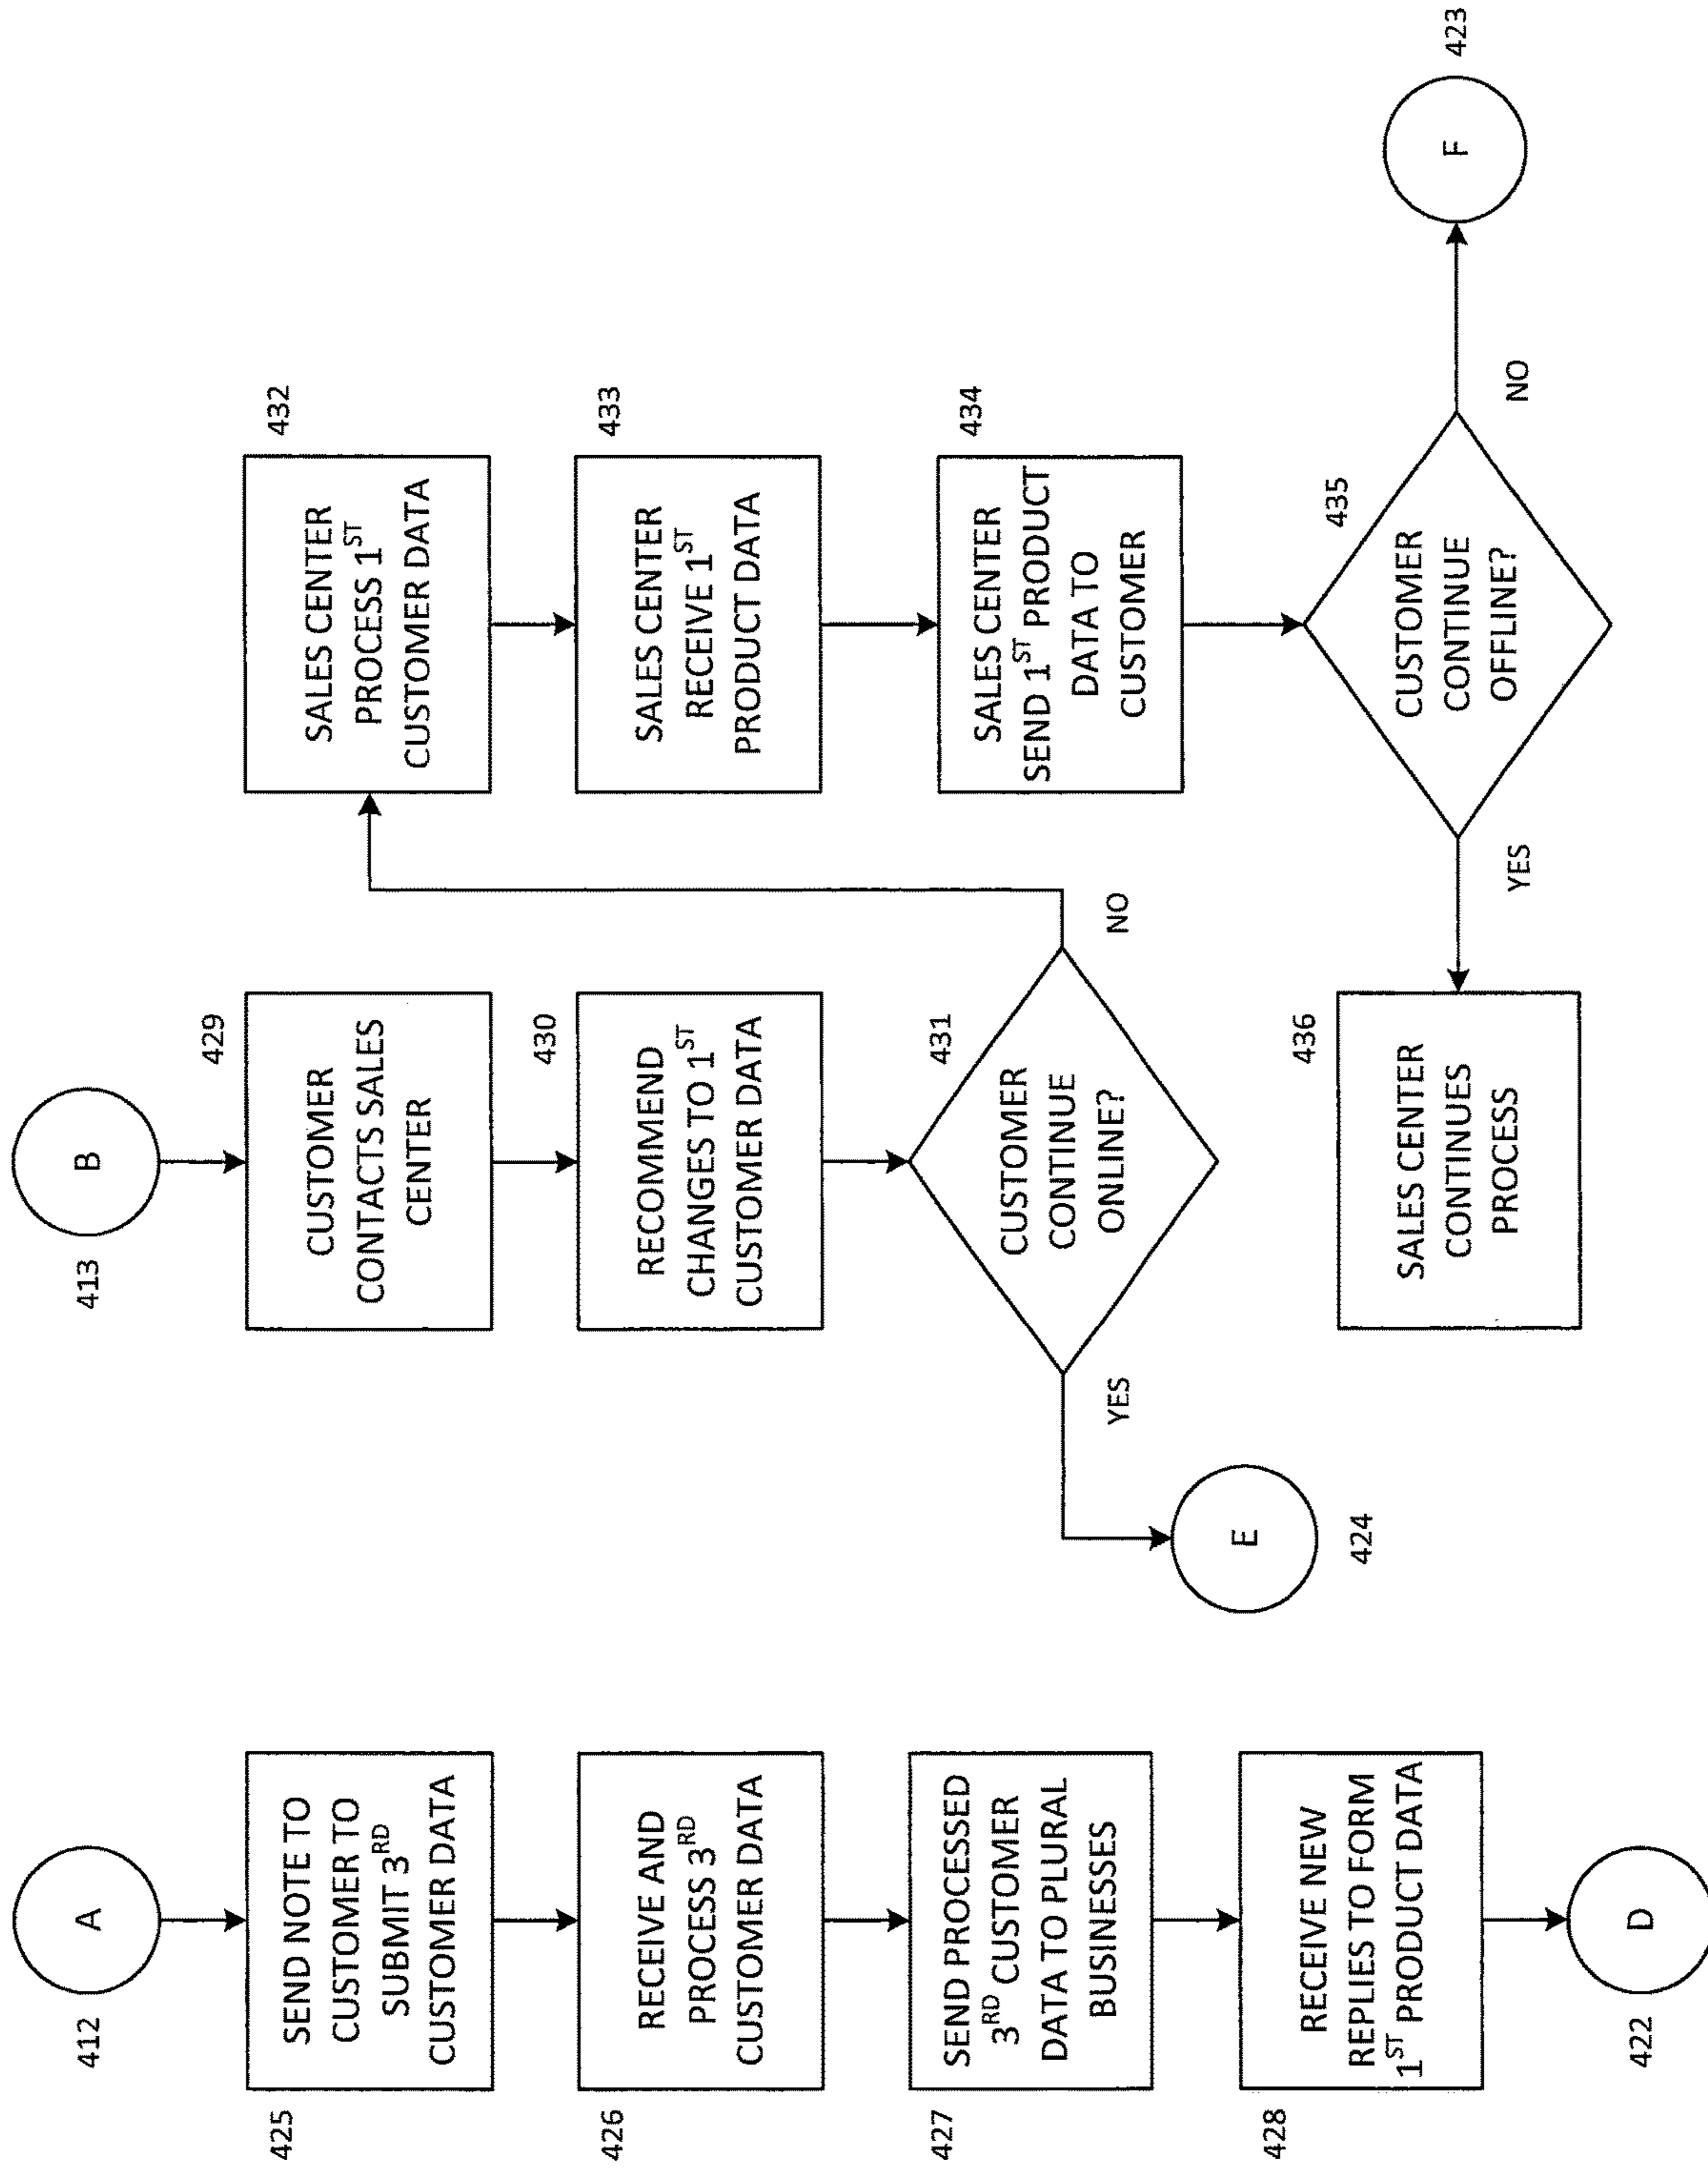 412
A
425
SEND NOTE TO
CUSTOMER TO
SUBMIT 3RD
CUSTOMER DATA
426
RECEIVE AND
PROCESS 3RD
CUSTOMER DATA
427
SEND PROCESSED
3RD CUSTOMER
DATA TO PLURAL
BUSINESSES
428
RECEIVE NEW
REPLIES TO FORM
1ST PRODUCT DATA
422
D
413
B
429
CUSTOMER
CONTACTS SALES
CENTER
430
RECOMMEND
CHANGES TO 1ST
CUSTOMER DATA
431
CUSTOMER
CONTINUE
ONLINE?
YES
NO
E
424
432
SALES CENTER
PROCESS 1ST
CUSTOMER DATA
433
SALES CENTER
RECEIVE 1ST
PRODUCT DATA
434
SALES CENTER
SEND 1ST PRODUCT
DATA TO
CUSTOMER
435
CUSTOMER
CONTINUE
OFFLINE?
YES
NO
436
SALES CENTER
CONTINUES
PROCESS
F
423